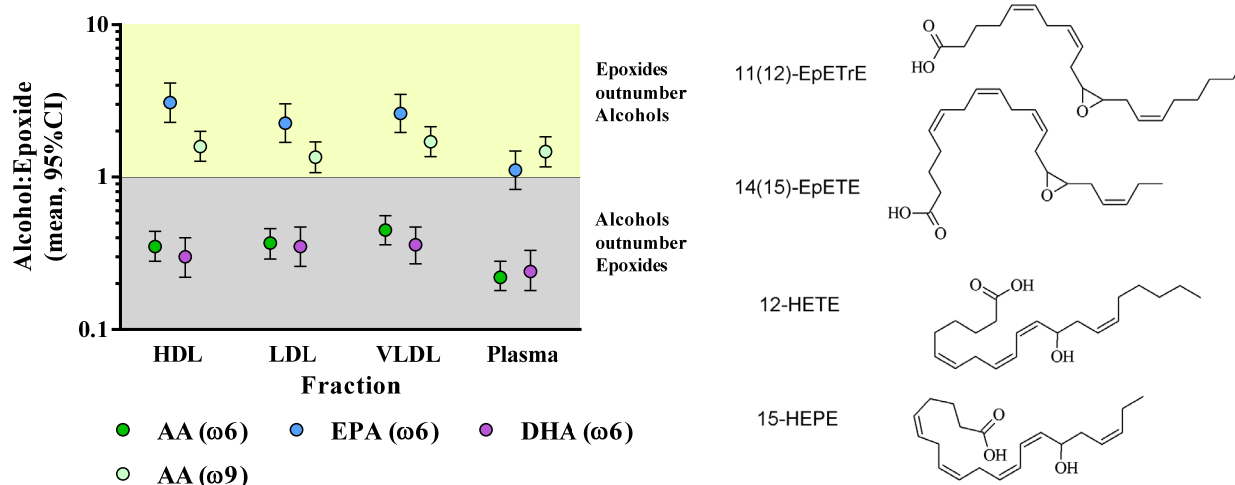 10
1
0.1
Alcohol:Epoxide
(mean, 95%CI)
Epoxides
outnumber
Alcohols
Alcohols
outnumber
Epoxides
HDL
LDL
VLDL
Plasma
Fraction
AA (ω6)
EPA (ω6)
DHA (ω6)
AA (ω9)
11(12)-EpETrE
O
HO
O
14(15)-EpETE
HO
O
O
12-HETE
O
OH
OH
15-HEPE
O
OH
OH